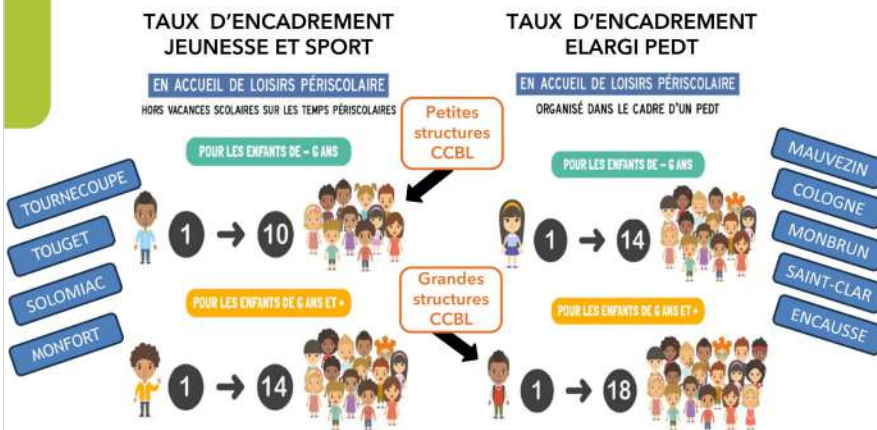 TAUX D'ENCADREMENT
JEUNESSE ET SPORT
EN ACCUEIL DE LOISIRS PÉRISCOLAIRE
HORS VACANCES SCOLAIRES SUR LES TEMPS PÉRISCOLAIRES
POUR LES ENFANTS DE – 6 ANS
1 → 10
POUR LES ENFANTS DE 6 ANS ET +
1 → 14
TOURNECOUPE
TOUGET
SOLOMIAC
MONFORT
Petites
structures
CCBL
Grandes
structures
CCBL
TAUX D'ENCADREMENT
ELARGI PEDT
EN ACCUEIL DE LOISIRS PÉRISCOLAIRE
ORGANISÉ DANS LE CADRE D'UN PEDT
POUR LES ENFANTS DE – 6 ANS
1 → 14
POUR LES ENFANTS DE 6 ANS ET +
1 → 18
MAUVEZIN
COLOGNE
MONBRUN
SAINT-CLAR
ENCAUSSE